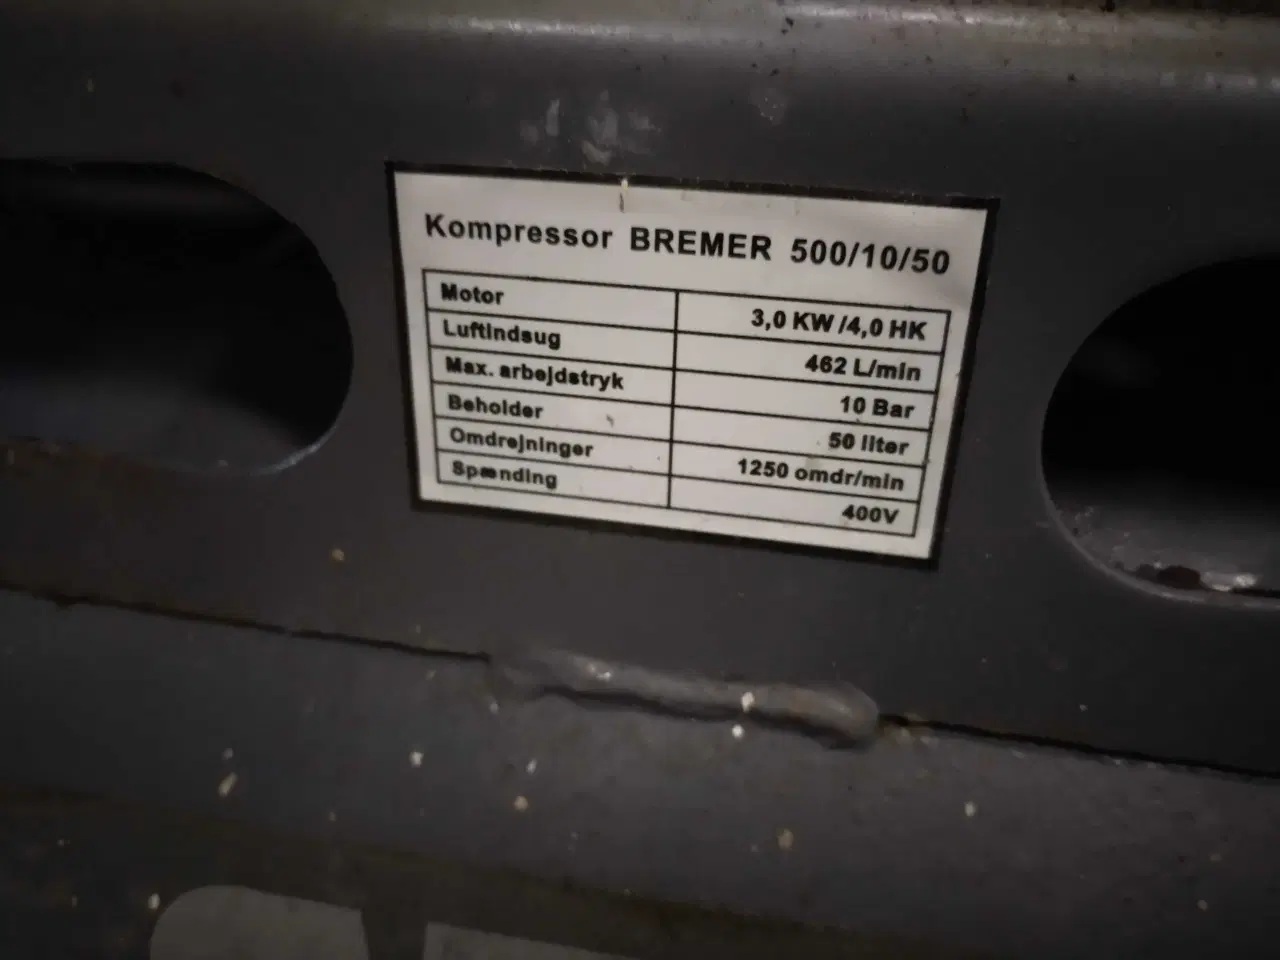 Kompressor BREMER 500/10/50
Motor 3,0 KW /4,0 HK
Luftindsug 462 L/min
Max. arbejdstryk 10 Bar
Beholder 50 liter
Omdrejninger 1250 omdr/min
Spænding 400V